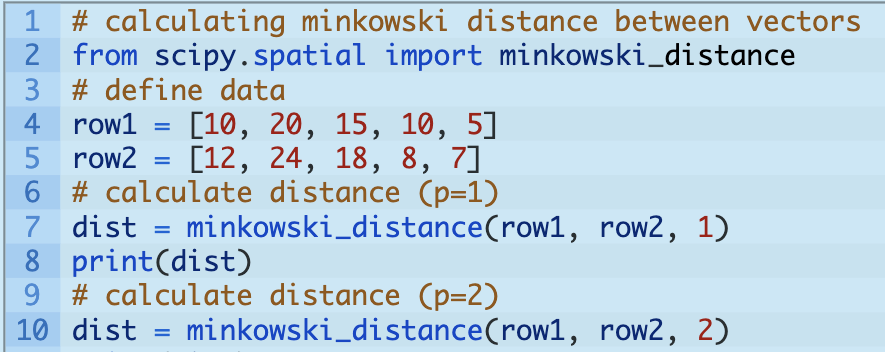 1 # calculating minkowski distance between vectors
2 from scipy.spatial import minkowski_distance
3 # define data
4 row1 = [10, 20, 15, 10, 5]
5 row2 = [12, 24, 18, 8, 7]
6 # calculate distance (p=1)
7 dist = minkowski_distance(row1, row2, 1)
8 print(dist)
9 # calculate distance (p=2)
10 dist = minkowski_distance(row1, row2, 2)